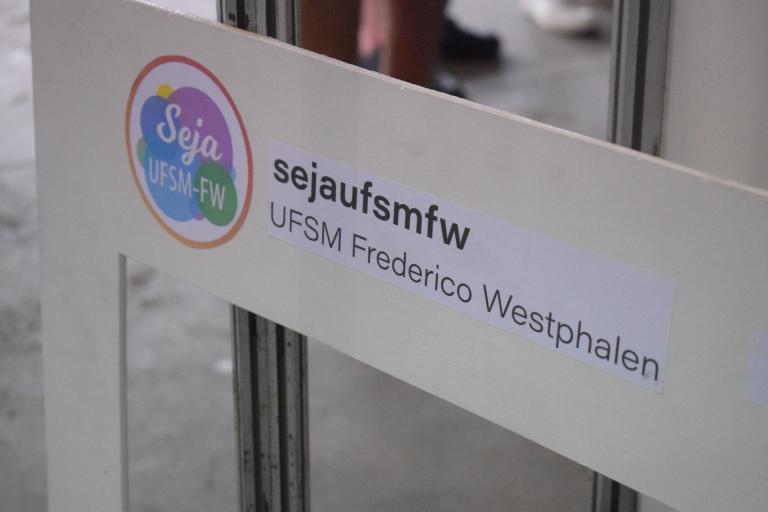 Seja
UFSM-FW
sejaufsmfw
UFSM Frederico Westphalen